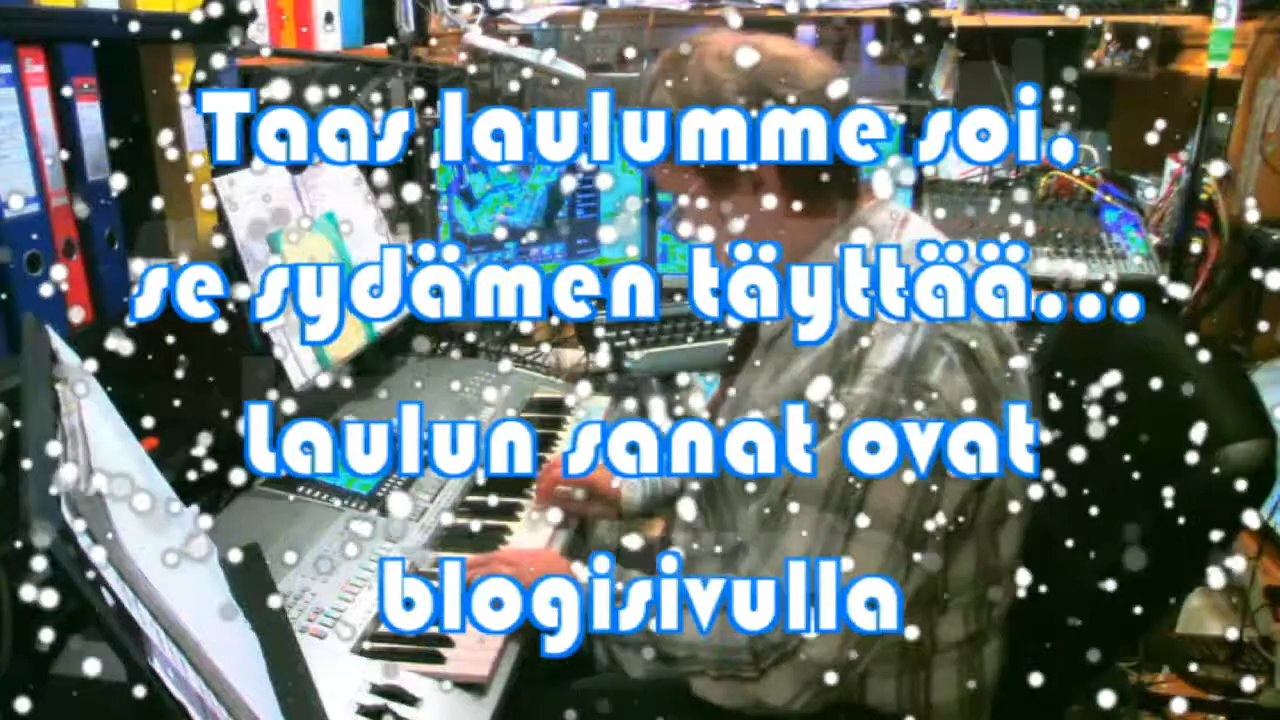 Taas laulumme soi,
se sydämen täyttää...
Laulun sanat ovat
blogisivulla